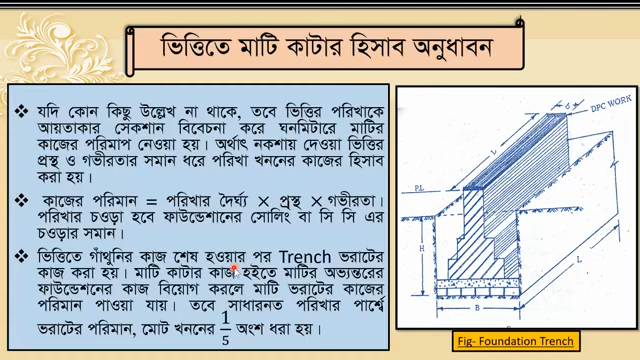 ভিত্তিতে মাটি কাটার হিসাব অনুধাবন
❖ যদি কোন কিছু উল্লেখ না থাকে, তবে ভিত্তির পরিখাকে
আয়তাকার সেকশান বিবেচনা করে ঘনমিটারে মাটির
কাজের পরিমাপ নেওয়া হয়। অর্থাৎ নকশায় দেওয়া ভিত্তির
প্রস্থ ও গভীরতার সমান ধরে পরিখা খননের কাজের হিসাব
করা হয়।
❖ কাজের পরিমান = পরিখার দৈর্ঘ্য × প্রস্থ × গভীরতা।
পরিখার চওড়া হবে ফাউন্ডেশানের সোলিং বা সি সি এর
চওড়ার সমান।
❖ ভিত্তিতে গাঁথুনির কাজ শেষ হওয়ার পর Trench ভরাটের
কাজ করা হয়। মাটি কাটার কাজ হইতে মাটির অভ্যন্তরের
ফাউন্ডেশনের কাজ বিয়োগ করলে মাটি ভরাটের কাজের
পরিমান পাওয়া যায়। তবে সাধারনত পরিখার পার্শ্বে
ভরাটের পরিমান, মোট খননের 1/5 অংশ ধরা হয়।
DPC WORK
L
P.L
H
L
B
Fig- Foundation Trench